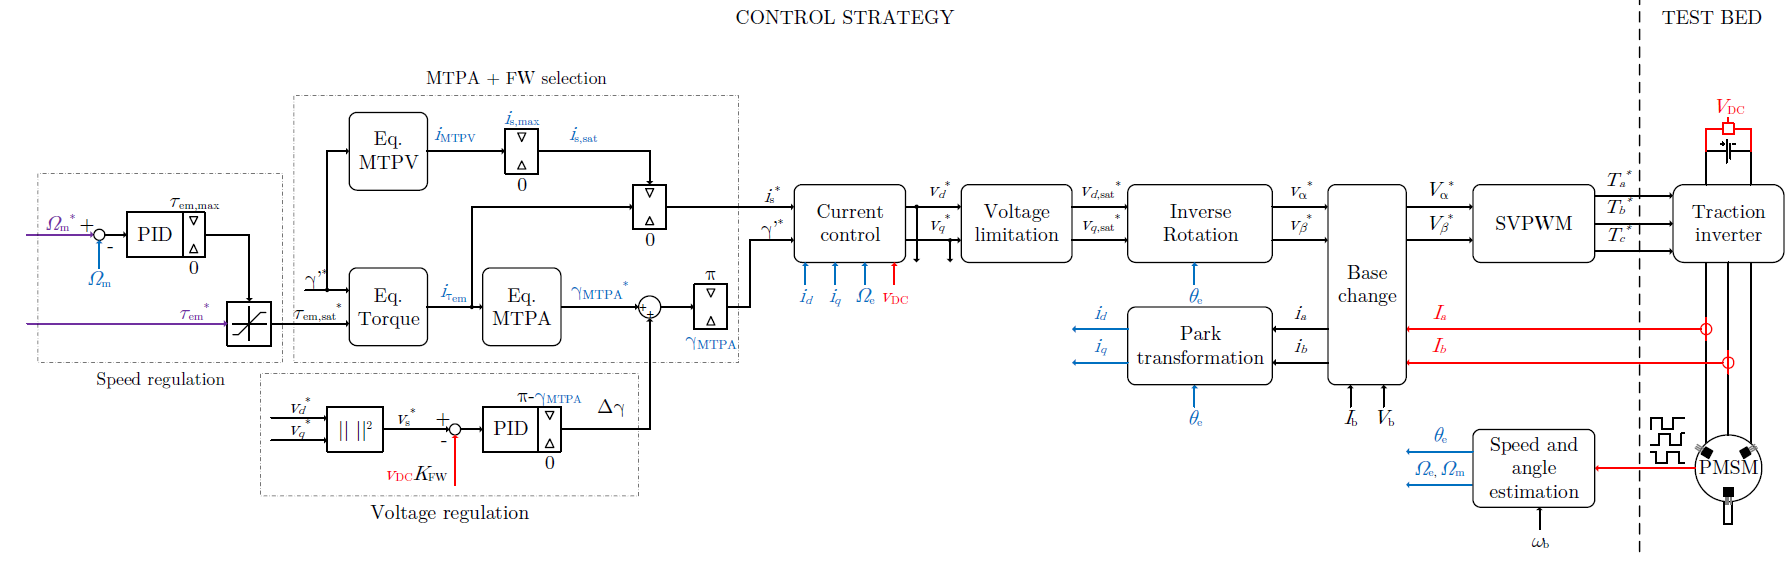 CONTROL STRATEGY
TEST BED
MTPA + FW selection
Ωm* + - Ωm
PID
τem,max
0
τem*
Speed regulation
γ'*
τem,sat*
Eq.
MTPV
iMTPV
is,max
0
is,sat
Eq.
Torque
iτem
Eq.
MTPA
γMTPA*
+
+
0
π
γMTPA
is*
γ'*
vd*
vq*
|| ||²
vs*
+
-
vDCKFW
PID
π-γMTPA
0
Δγ
Voltage regulation
Current
control
id iq Ωe vDC
vd*
vq*
Voltage
limitation
vd,sat*
vq,sat*
Inverse
Rotation
θe
vα*
vβ*
Base
change
Ib Vb
Vα*
Vβ*
SVPWM
Ta*
Tb*
Tc*
VDC
Traction
inverter
id
iq
Park
transformation
θe
ia
ib
Ia
Ib
θe
Ωe, Ωm
Speed and
angle
estimation
ωb
PMSM